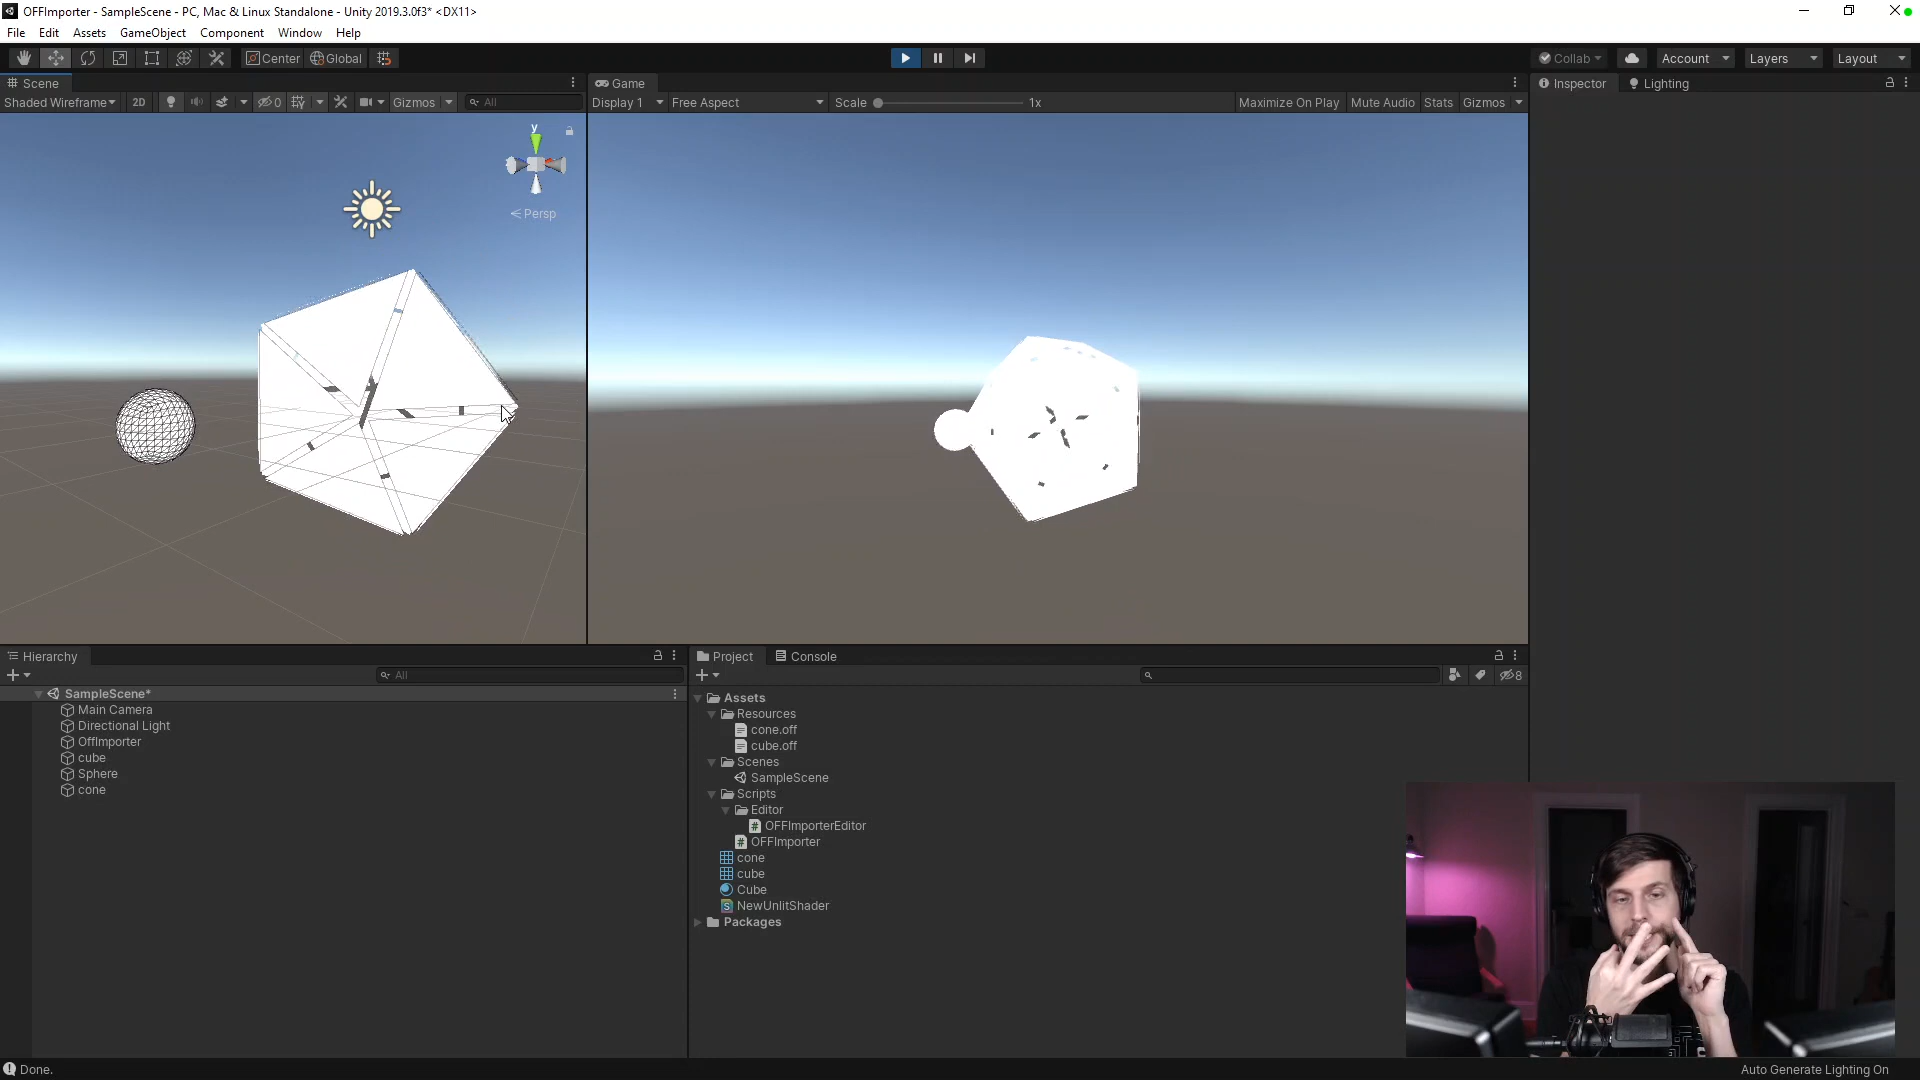 OFFImporter - SampleScene - PC, Mac & Linux Standalone - Unity 2019.3.0f3* <DX11>
File Edit Assets GameObject Component Window Help
Center Global Collab Account Layers Layout
Scene Game Inspector Lighting
Shaded Wireframe 2D 0 Gizmos All Display 1 Free Aspect Scale 1x Maximize On Play Mute Audio Stats Gizmos
y
Persp
Hierarchy Project Console
All 8
SampleScene*
Main Camera
Directional Light
OffImporter
cube
Sphere
cone
Assets
Resources
cone.off
cube.off
Scenes
SampleScene
Scripts
Editor
OFFImporterEditor
OFFImporter
cone
cube
Cube
NewUnlitShader
Packages
Done. Auto Generate Lighting On